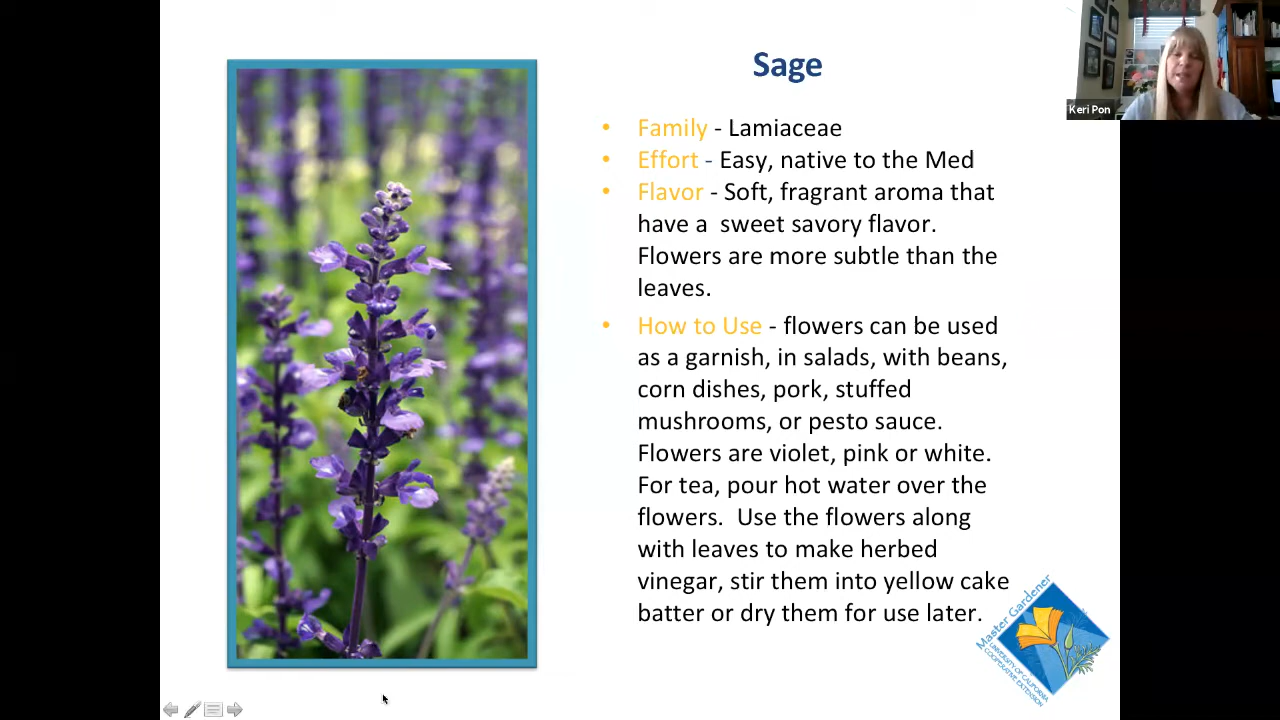 Sage
Keri Pon
• Family - Lamiaceae
• Effort - Easy, native to the Med
• Flavor - Soft, fragrant aroma that
have a  sweet savory flavor.
Flowers are more subtle than the
leaves.
• How to Use - flowers can be used
as a garnish, in salads, with beans,
corn dishes, pork, stuffed
mushrooms, or pesto sauce.
Flowers are violet, pink or white.
For tea, pour hot water over the
flowers.  Use the flowers along
with leaves to make herbed
vinegar, stir them into yellow cake
batter or dry them for use later.
Master Gardener
UNIVERSITY OF CALIFORNIA
COOPERATIVE EXTENSION